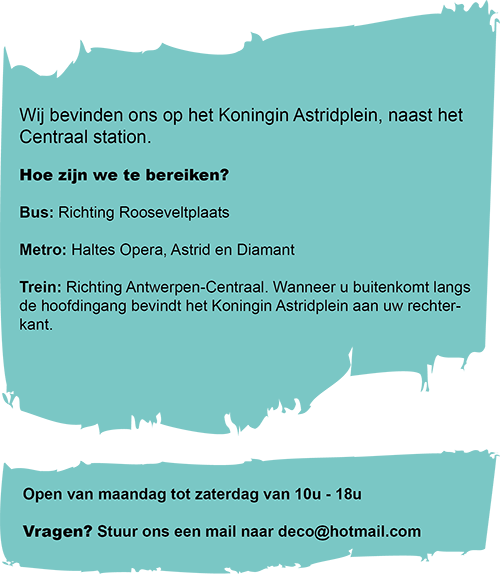 Wij bevinden ons op het Koningin Astridplein, naast het
Centraal station.
Hoe zijn we te bereiken?
Bus: Richting Rooseveltplaats
Metro: Haltes Opera, Astrid en Diamant
Trein: Richting Antwerpen-Centraal. Wanneer u buitenkomt langs
de hoofdingang bevindt het Koningin Astridplein aan uw rechter-
kant.
Open van maandag tot zaterdag van 10u - 18u
Vragen? Stuur ons een mail naar deco@hotmail.com